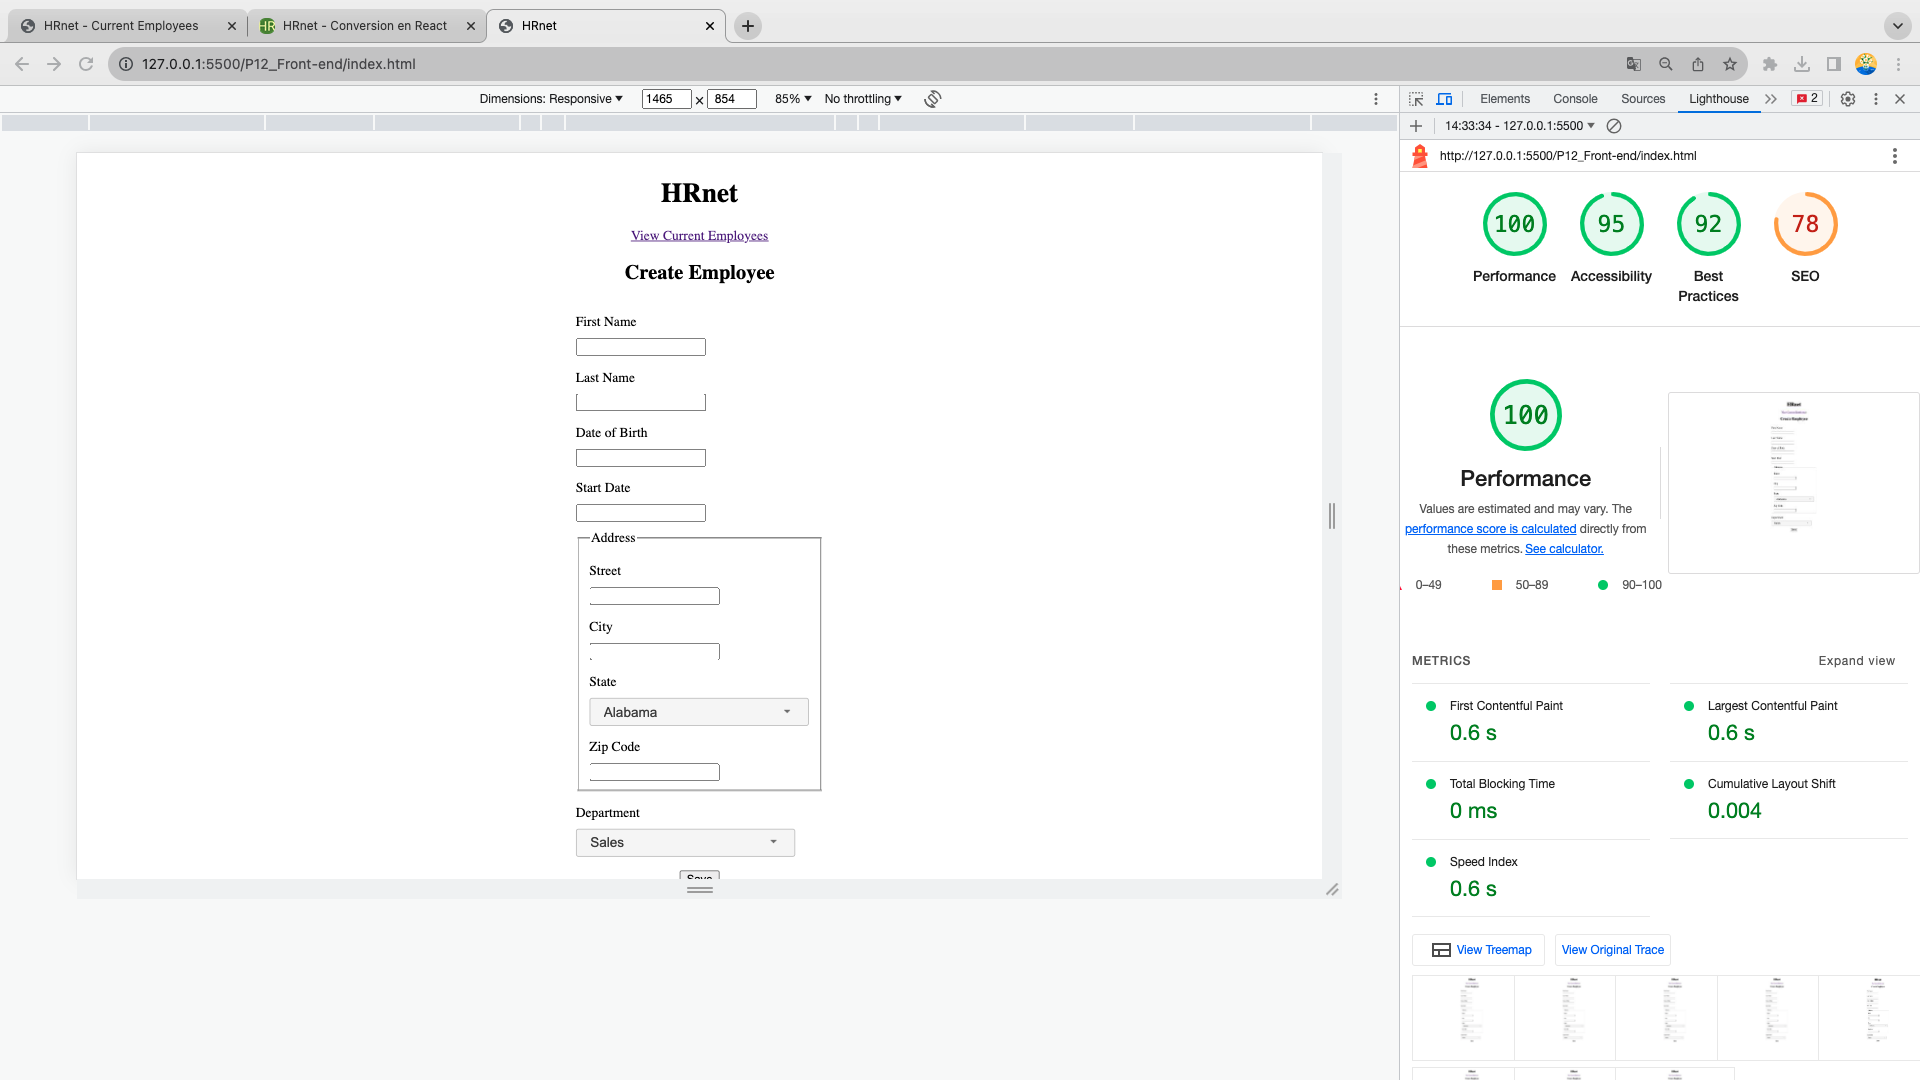 HRnet - Current Employees
HRnet - Conversion en React
HRnet
127.0.0.1:5500/P12_Front-end/index.html
Dimensions: Responsive 1465 × 854 85% No throttling
Elements Console Sources Lighthouse 2
14:33:34 - 127.0.0.1:5500
http://127.0.0.1:5500/P12_Front-end/index.html
HRnet
View Current Employees
Create Employee
First Name
Last Name
Date of Birth
Start Date
Address
Street
City
State
Alabama
Zip Code
Department
Sales
Save
100 95 92 78
Performance Accessibility Best Practices SEO
100
Performance
Values are estimated and may vary. The
performance score is calculated directly from
these metrics. See calculator.
0–49 50–89 90–100
METRICS Expand view
First Contentful Paint
0.6 s
Largest Contentful Paint
0.6 s
Total Blocking Time
0 ms
Cumulative Layout Shift
0.004
Speed Index
0.6 s
View Treemap View Original Trace